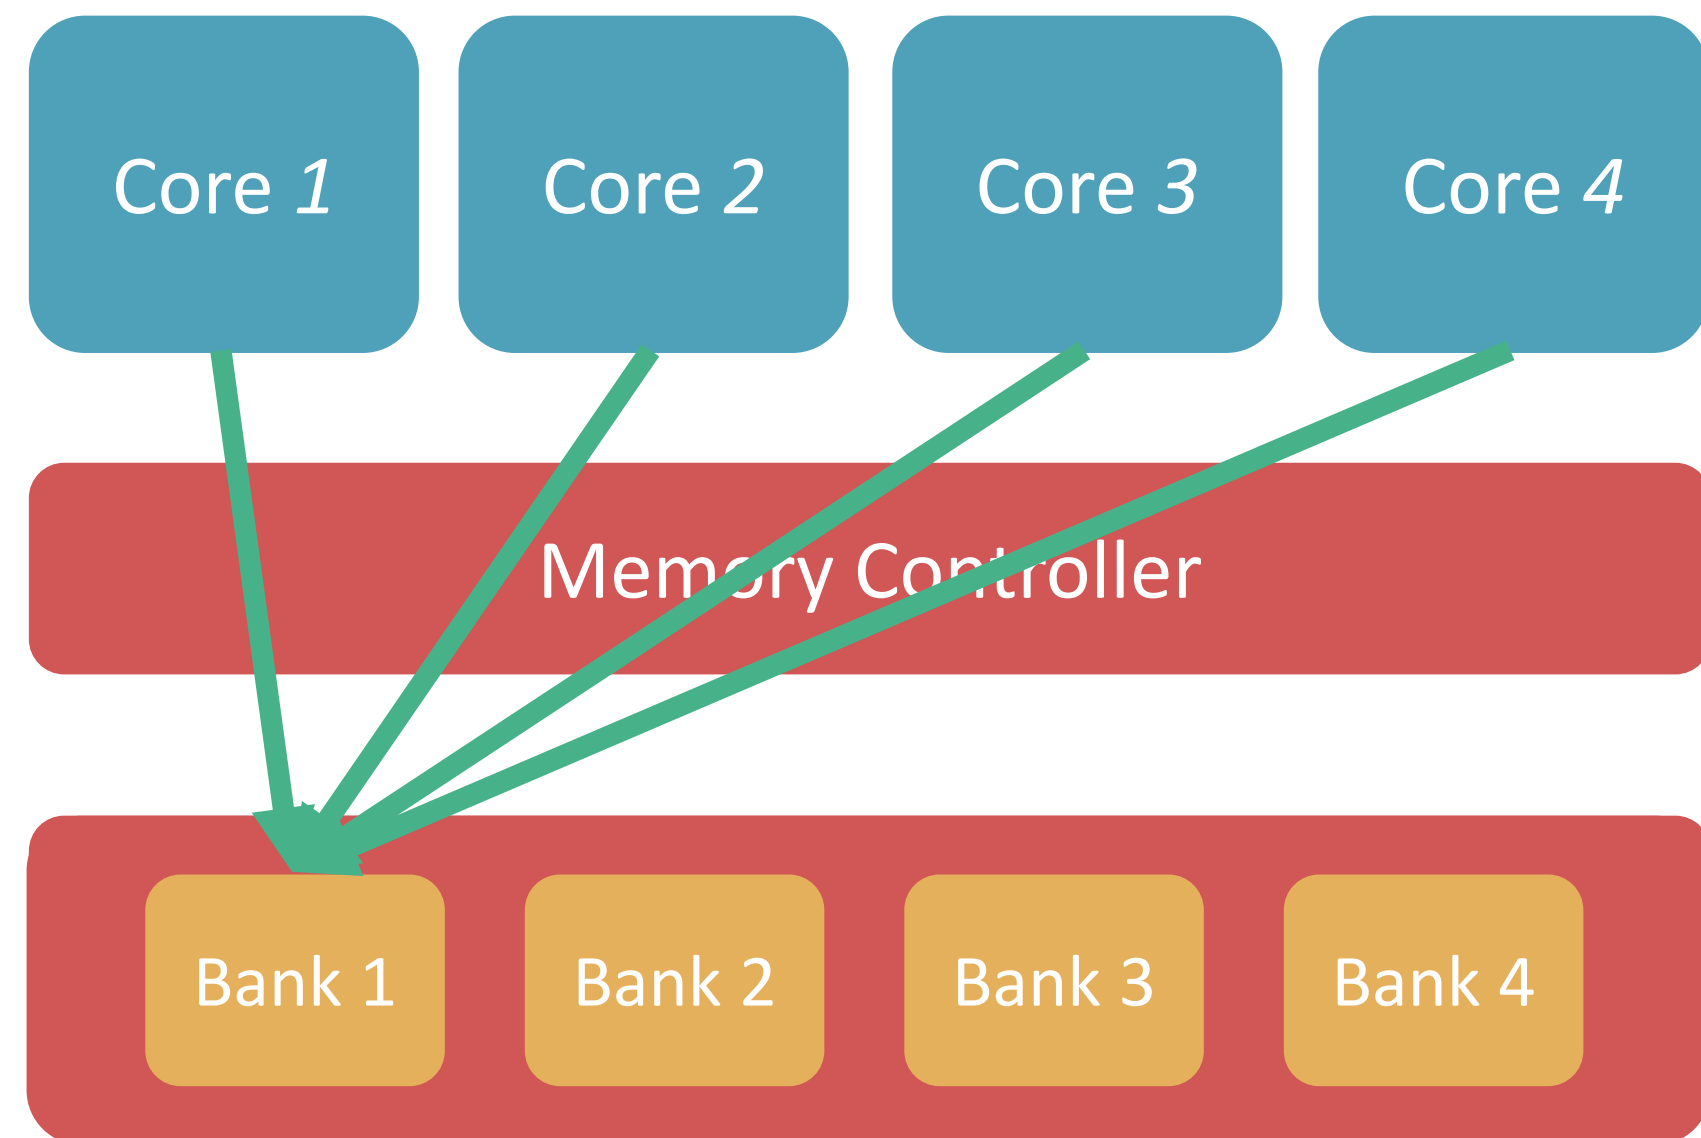 Core 1
Core 2
Core 3
Core 4
Memory Controller
Bank 1
Bank 2
Bank 3
Bank 4